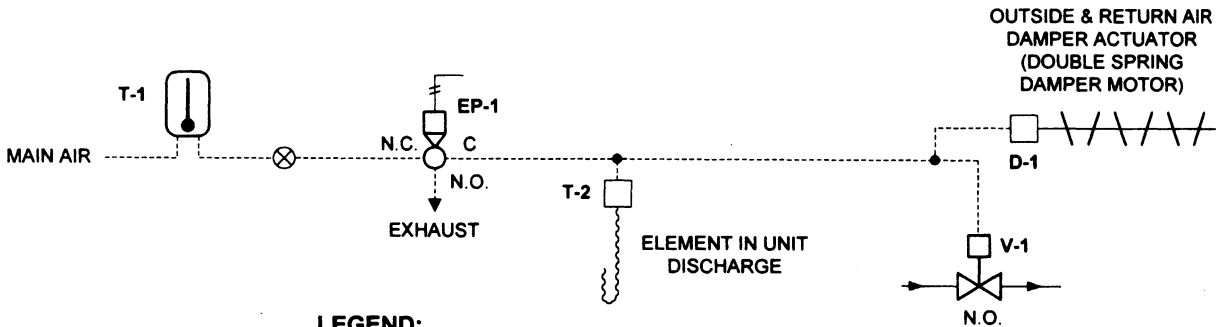 OUTSIDE & RETURN AIR
DAMPER ACTUATOR
(DOUBLE SPRING
DAMPER MOTOR)
T-1
EP-1
MAIN AIR
N.C.
C
N.O.
D-1
T-2
EXHAUST
ELEMENT IN UNIT
DISCHARGE
V-1
N.O.
LEGEND: